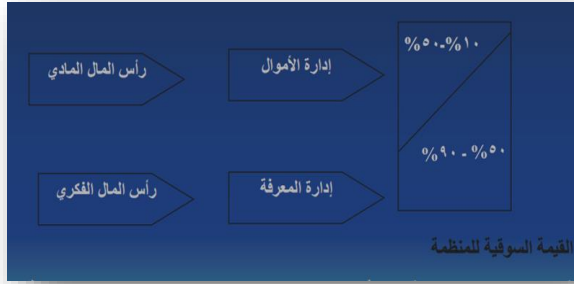 %٥٠-%١٠
رأس المال المادي
إدارة الأموال
%٩٠ - %٥٠
رأس المال الفكري
إدارة المعرفة
القيمة السوقية للمنظمة